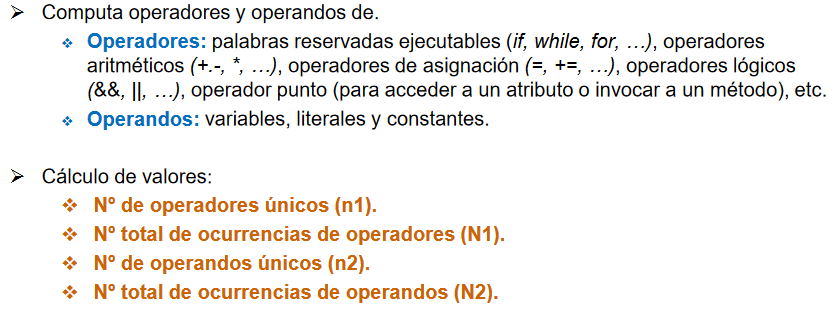 Computa operadores y operandos de.
Operadores: palabras reservadas ejecutables (if, while, for, …), operadores
aritméticos (+.-, *, …), operadores de asignación (=, +=, …), operadores lógicos
(&&, ||, …), operador punto (para acceder a un atributo o invocar a un método), etc.
Operandos: variables, literales y constantes.
Cálculo de valores:
Nº de operadores únicos (n1).
Nº total de ocurrencias de operadores (N1).
Nº de operandos únicos (n2).
Nº total de ocurrencias de operandos (N2).